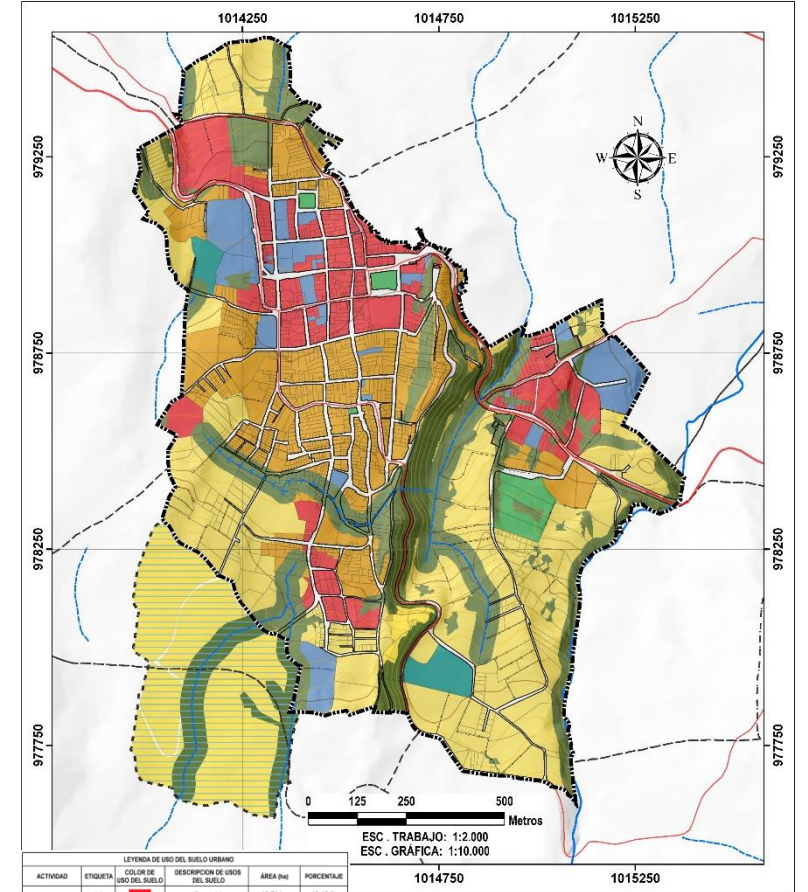 1014250 1014750 1015250
979250 979250
N
W E
S
978750 978750
978250 978250
977750 977750
0 125 250 500
Metros
ESC . TRABAJO: 1:2.000
ESC . GRÁFICA: 1:10.000
LEYENDA DE USO DEL SUELO URBANO
ACTIVIDAD ETIQUETA COLOR DE USO DEL SUELO DESCRIPCION DE USOS DEL SUELO ÁREA (ha) PORCENTAJE
1014750 1015250